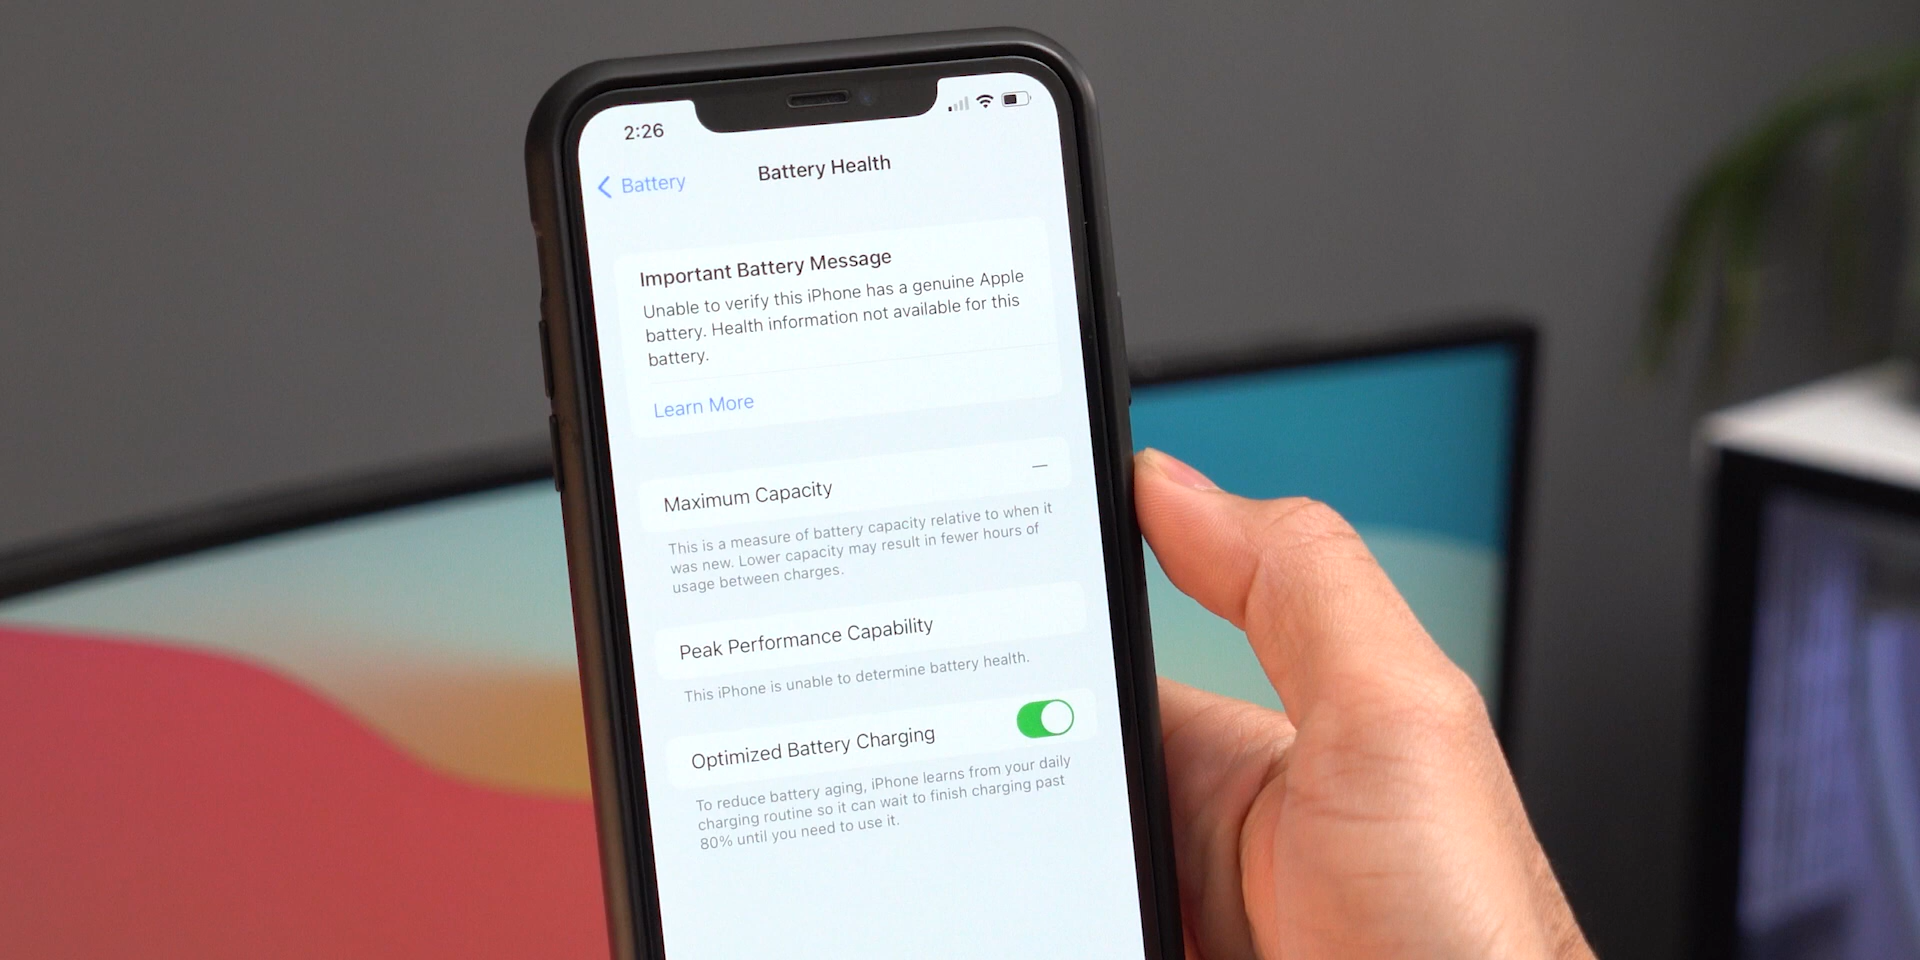 2:26
Battery
Battery Health
Important Battery Message
Unable to verify this iPhone has a genuine Apple
battery. Health information not available for this
battery.
Learn More
Maximum Capacity —
This is a measure of battery capacity relative to when it
was new. Lower capacity may result in fewer hours of
usage between charges.
Peak Performance Capability
This iPhone is unable to determine battery health.
Optimized Battery Charging
To reduce battery aging, iPhone learns from your daily
charging routine so it can wait to finish charging past
80% until you need to use it.